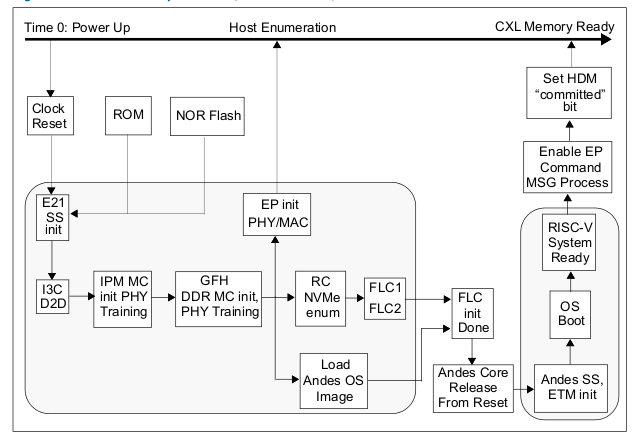 Time 0: Power Up
Host Enumeration
CXL Memory Ready
Clock
Reset
ROM
NOR Flash
Set HDM
“committed”
bit
Enable EP
Command
MSG Process
E21
SS
init
EP init
PHY/MAC
RISC-V
System
Ready
I3C
D2D
IPM MC
init PHY
Training
GFH
DDR MC init,
PHY Training
RC
NVMe
enum
FLC1
FLC2
FLC
init
Done
OS
Boot
Load
Andes OS
Image
Andes Core
Release
From Reset
Andes SS,
ETM init